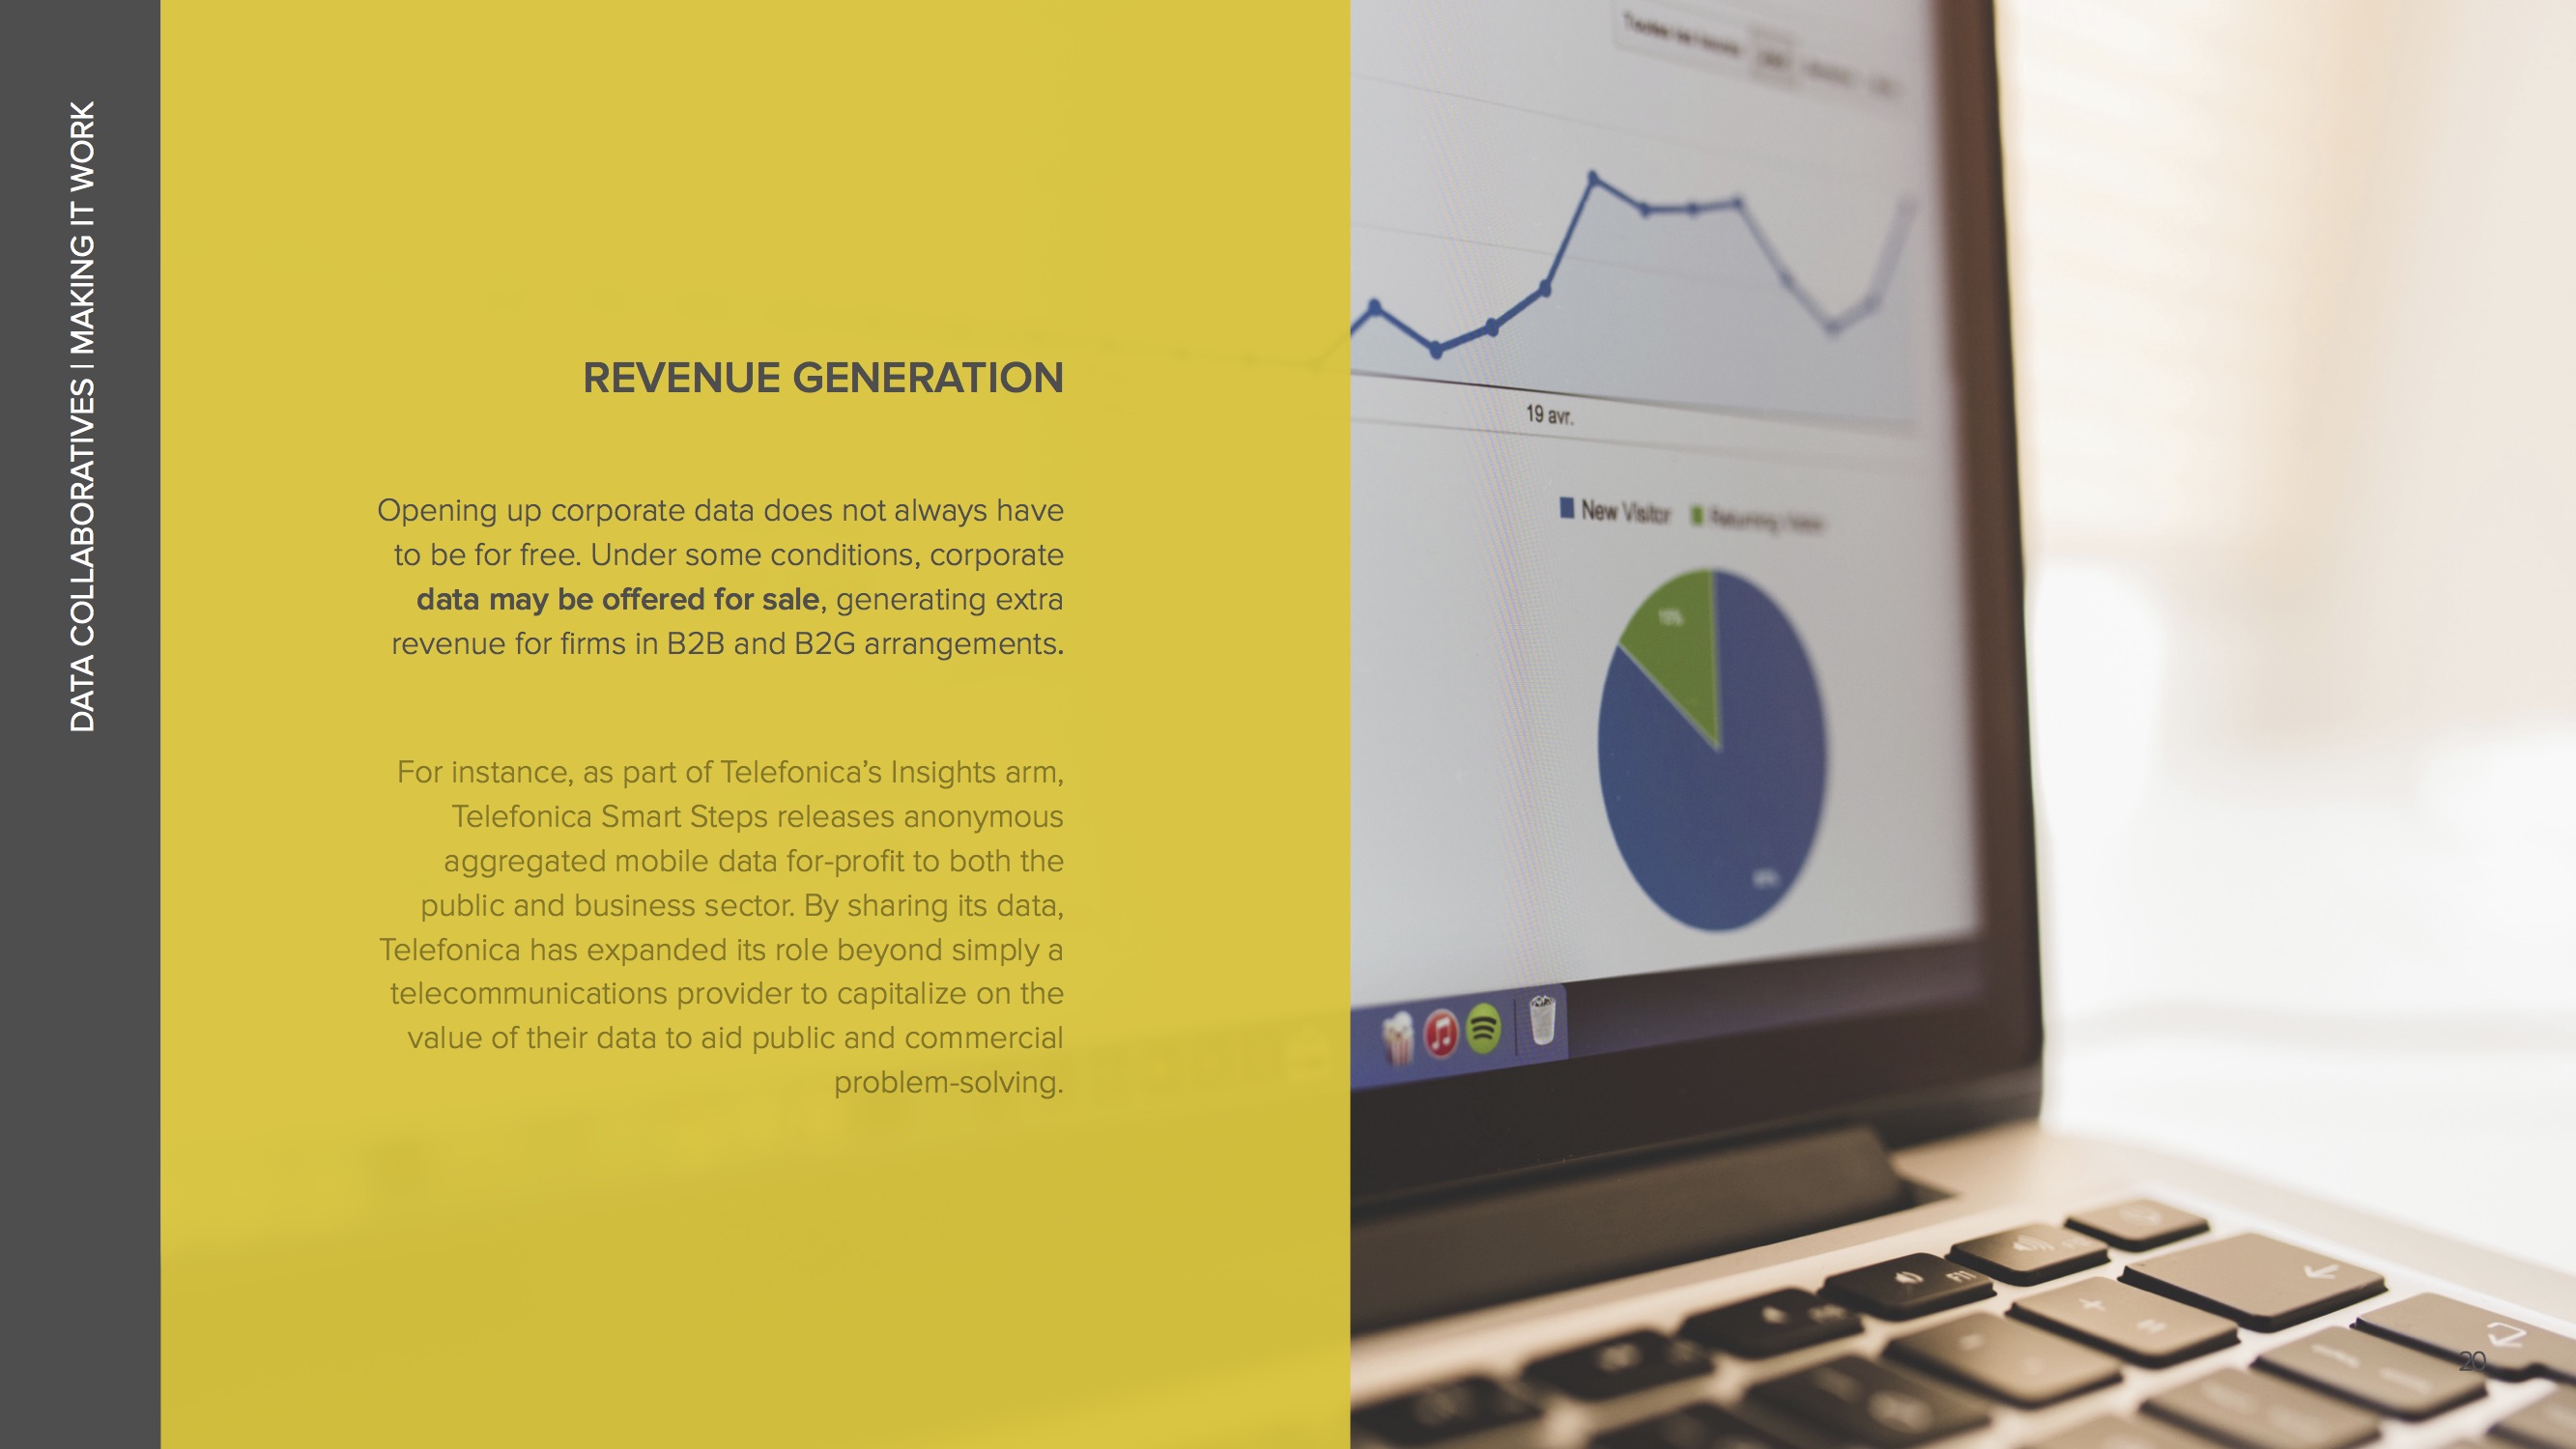 DATA COLLABORATIVES | MAKING IT WORK
REVENUE GENERATION
Opening up corporate data does not always have
to be for free. Under some conditions, corporate
data may be offered for sale, generating extra
revenue for firms in B2B and B2G arrangements.
For instance, as part of Telefonica’s Insights arm,
Telefonica Smart Steps releases anonymous
aggregated mobile data for-profit to both the
public and business sector. By sharing its data,
Telefonica has expanded its role beyond simply a
telecommunications provider to capitalize on the
value of their data to aid public and commercial
problem-solving.
19 avr.
New Visitor
F11
20